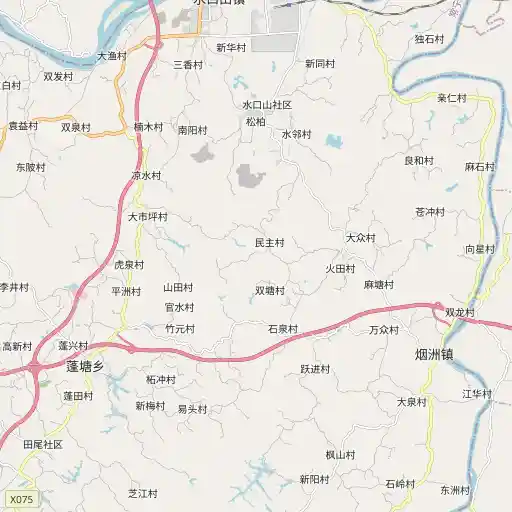 水口山镇
新华村
独石村
大渔村
三香村
新同村
双发村
白村
水口山社区
亲仁村
松柏
袁益村
双泉村
楠木村
南阳村
水邻村
东陂村
良和村
麻石村
凉水村
大市坪村
苍冲村
民主村
大众村
向星村
虎泉村
火田村
李井村
平洲村
山田村
双塘村
麻塘村
官水村
双龙村
竹元村
石泉村
万众村
高新村
蓬兴村
烟洲镇
蓬塘乡
跃进村
柘冲村
蓬田村
江华村
新梅村
易头村
大泉村
田尾社区
枫山村
新阳村
石岭村
东洲村
芝江村
X075